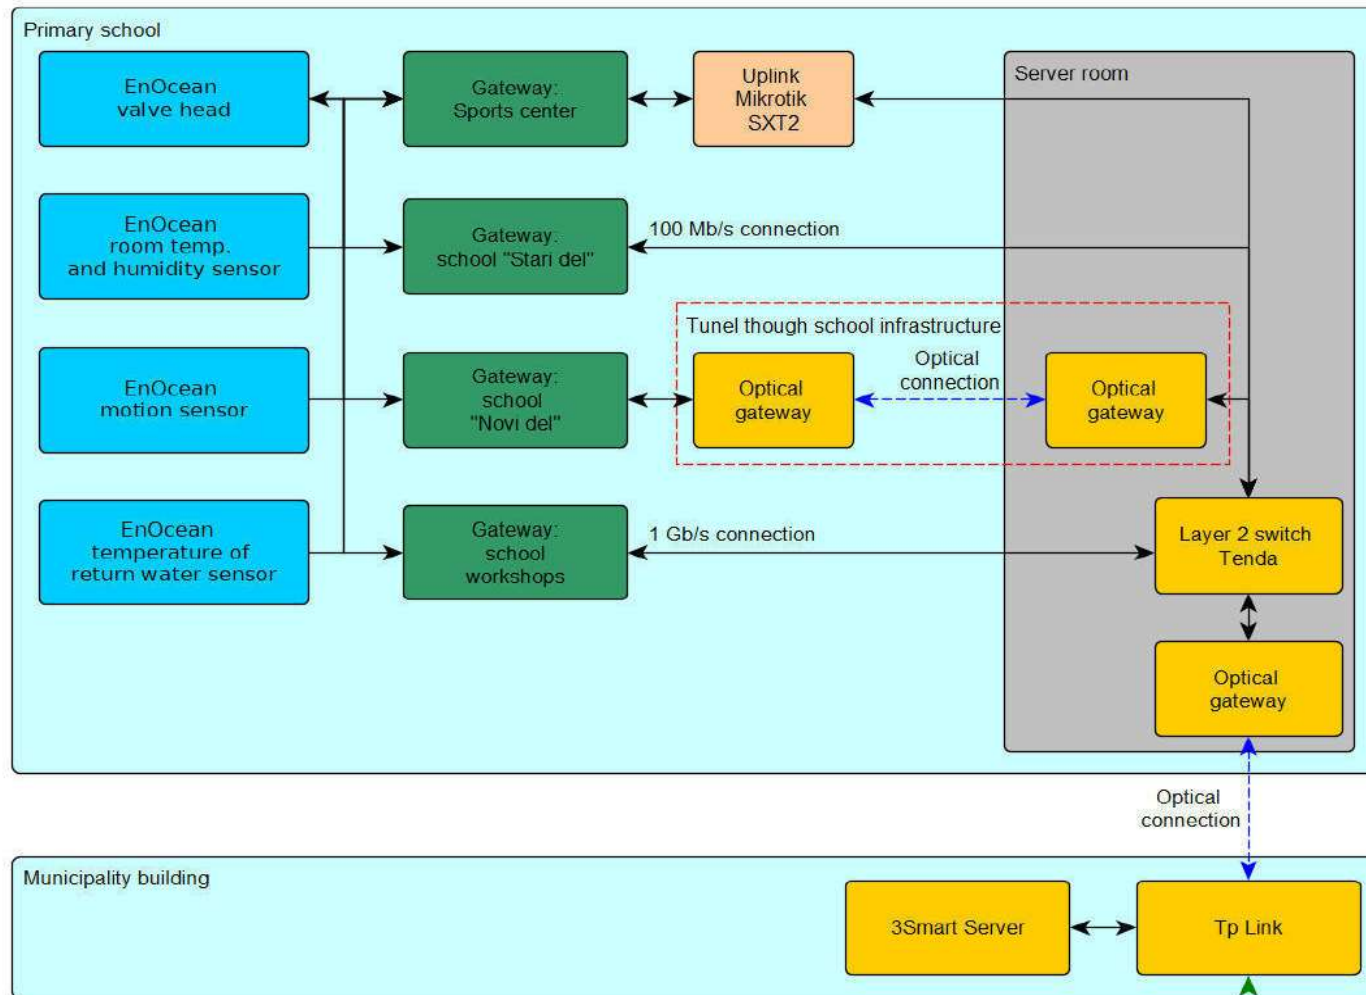 Primary school
EnOcean
valve head
Gateway:
Sports center
Uplink
Mikrotik
SXT2
Server room
EnOcean
room temp.
and humidity sensor
Gateway:
school "Stari del"
100 Mb/s connection
Tunel though school infrastructure
EnOcean
motion sensor
Gateway:
school
"Novi del"
Optical
gateway
Optical
connection
Optical
gateway
EnOcean
temperature of
return water sensor
Gateway:
school
workshops
1 Gb/s connection
Layer 2 switch
Tenda
Optical
gateway
Optical
connection
Municipality building
3Smart Server
Tp Link